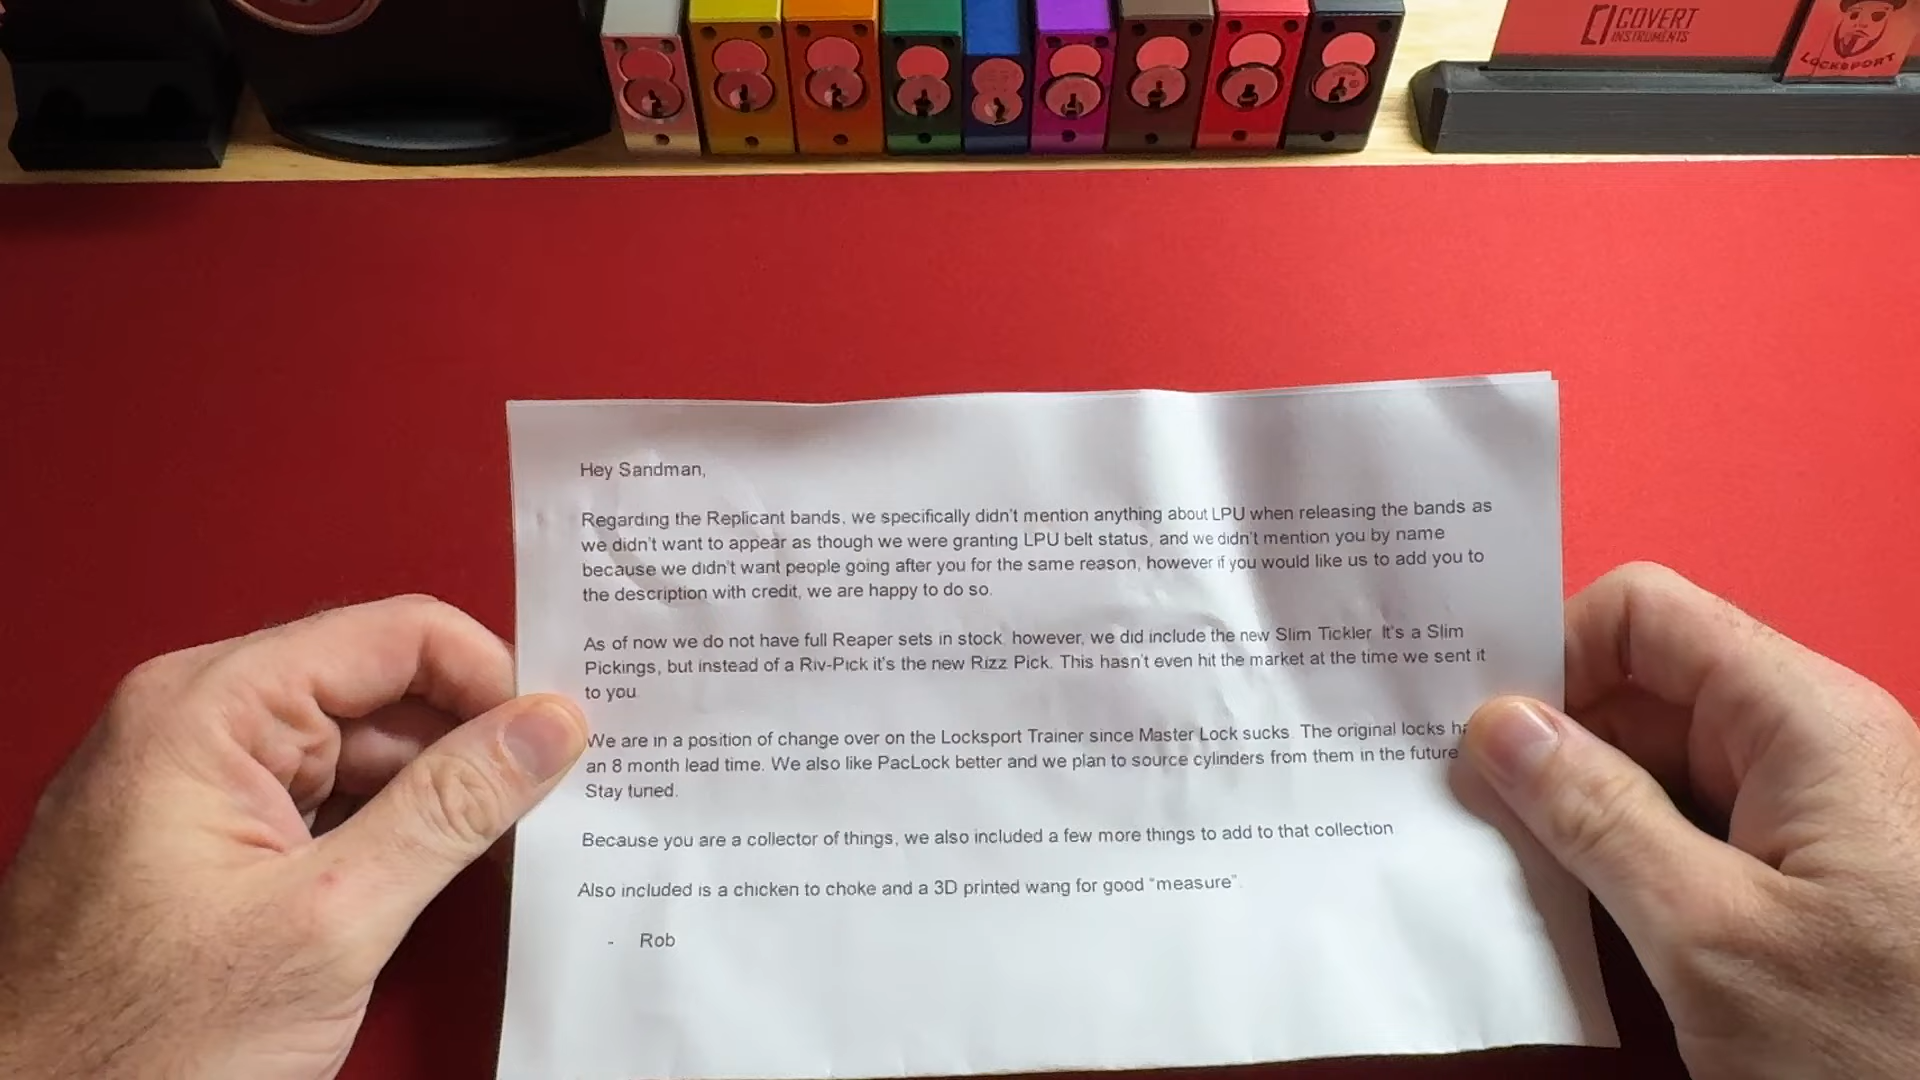 COVERT
INSTRUMENTS
LOCKSPORT
Hey Sandman,
Regarding the Replicant bands, we specifically didn't mention anything about LPU when releasing the bands as
we didn't want to appear as though we were granting LPU belt status, and we didn't mention you by name
because we didn't want people going after you for the same reason, however if you would like us to add you to
the description with credit, we are happy to do so.
As of now we do not have full Reaper sets in stock, however, we did include the new Slim Tickler. It's a Slim
Pickings, but instead of a Riv-Pick it's the new Rizz Pick. This hasn't even hit the market at the time we sent it
to you.
We are in a position of change over on the Locksport Trainer since Master Lock sucks. The original locks
an 8 month lead time. We also like PacLock better and we plan to source cylinders from them in the future
Stay tuned.
Because you are a collector of things, we also included a few more things to add to that collection
Also included is a chicken to choke and a 3D printed wang for good "measure".
- Rob